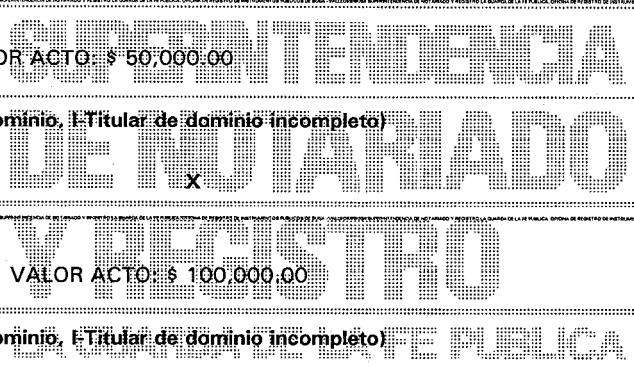 OR ACTO: $ 50,000.00
SUPERINTENDENCIA
ominio, I-Titular de dominio incompleto)
DE NOTARIADO
X
Y REGISTRO
VALOR ACTO: $ 100,000.00
ominio, I-Titular de dominio incompleto)
LA GUARDA DE LA FE PUBLICA